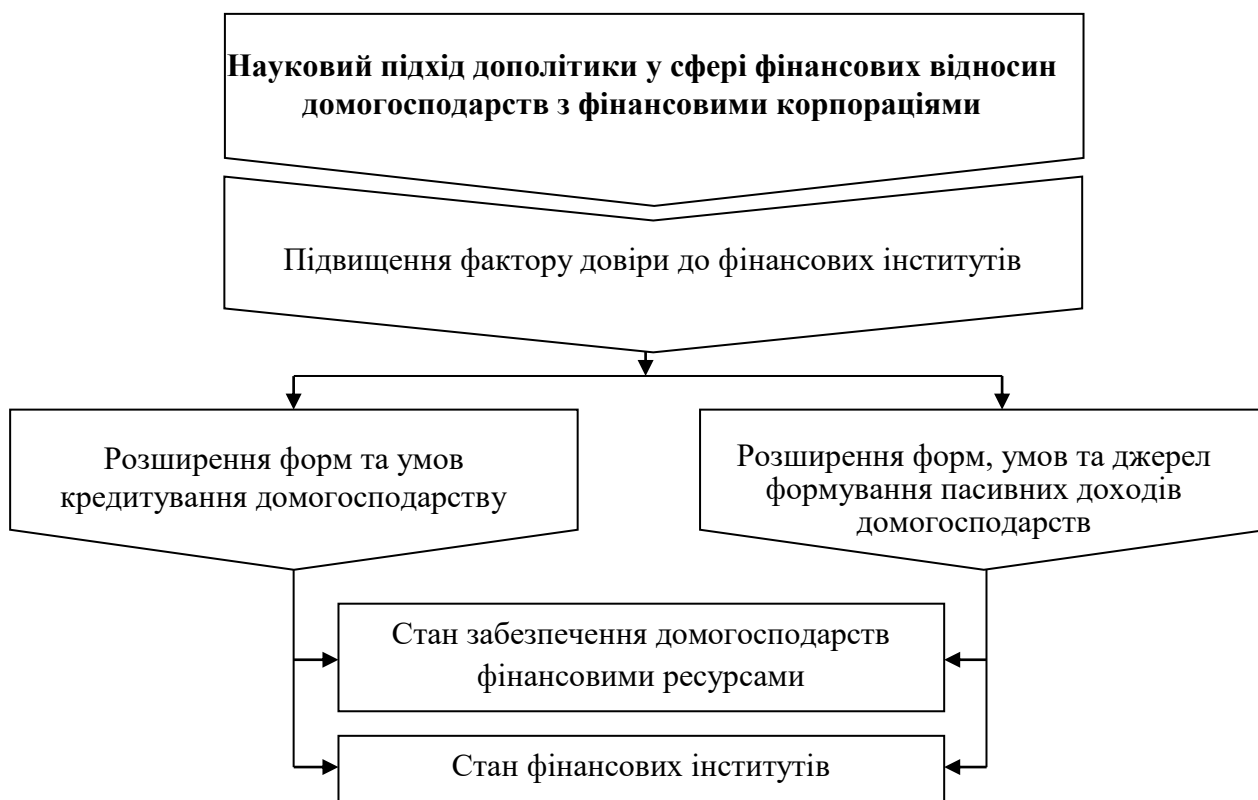 Науковий підхід дополітики у сфері фінансових відносин
домогосподарств з фінансовими корпораціями
Підвищення фактору довіри до фінансових інститутів
Розширення форм та умов
кредитування домогосподарству
Розширення форм, умов та джерел
формування пасивних доходів
домогосподарств
Стан забезпечення домогосподарств
фінансовими ресурсами
Стан фінансових інститутів